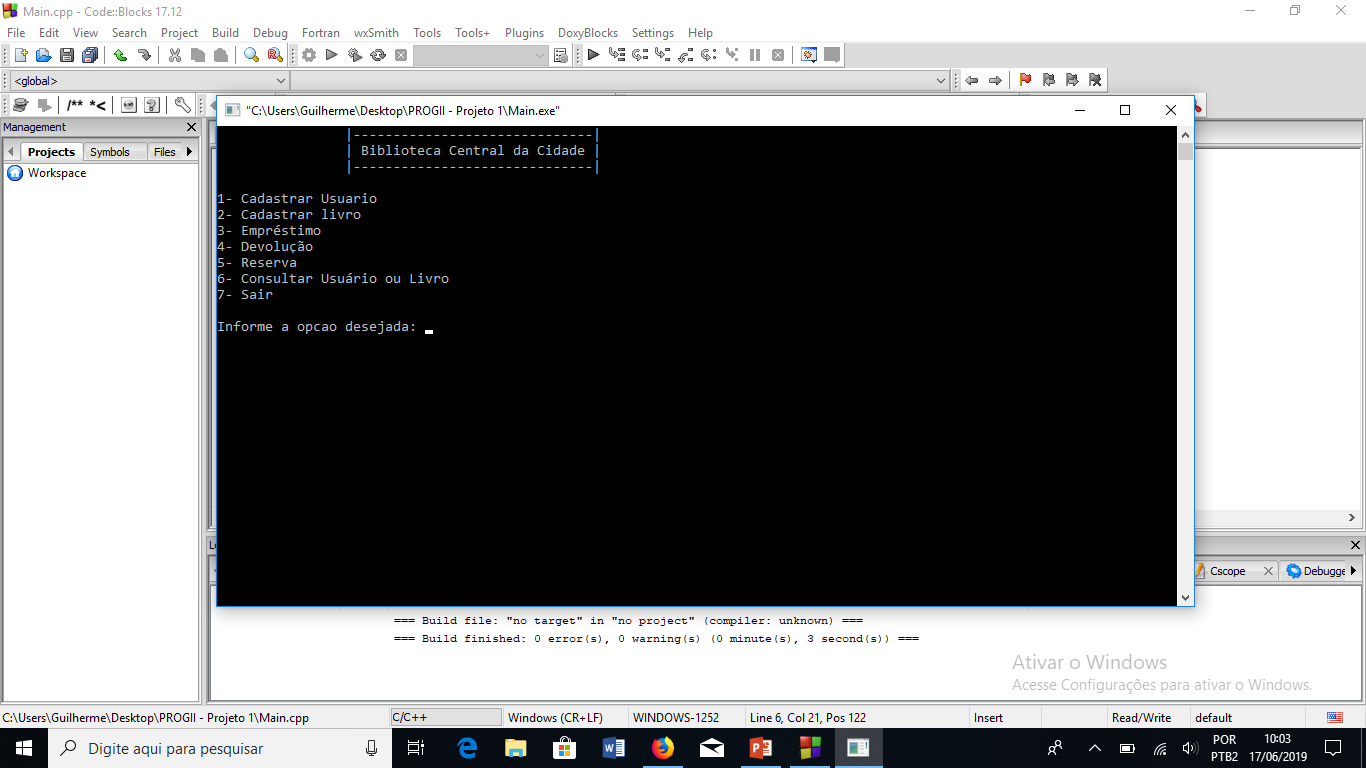 Main.cpp - Code::Blocks 17.12
File Edit View Search Project Build Debug Fortran wxSmith Tools Tools+ Plugins DoxyBlocks Settings Help
<global>
/** *<
"C:\Users\Guilherme\Desktop\PROGII - Projeto 1\Main.exe"
Management
Projects Symbols Files
Workspace
|------------------------------|
| Biblioteca Central da Cidade |
|------------------------------|
1- Cadastrar Usuario
2- Cadastrar livro
3- Empréstimo
4- Devolução
5- Reserva
6- Consultar Usuário ou Livro
7- Sair
Informe a opcao desejada:
Cscope Debugge
=== Build file: "no target" in "no project" (compiler: unknown) ===
=== Build finished: 0 error(s), 0 warning(s) (0 minute(s), 3 second(s)) ===
Ativar o Windows
Acesse Configurações para ativar o Windows.
C:\Users\Guilherme\Desktop\PROGII - Projeto 1\Main.cpp C/C++ Windows (CR+LF) WINDOWS-1252 Line 6, Col 21, Pos 122 Insert Read/Write default
Digite aqui para pesquisar
POR 10:03
PTB2 17/06/2019